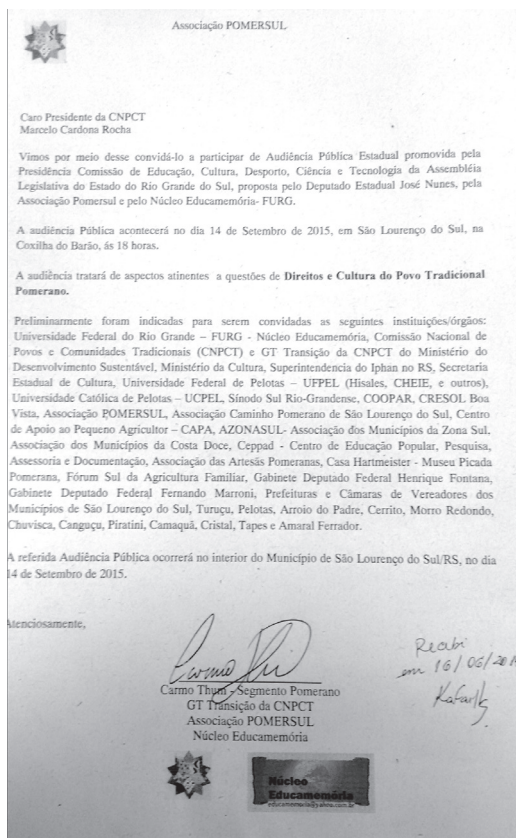 Associação POMERSUL
Caro Presidente da CNPCT
Marcelo Cardona Rocha
Vimos por meio desse convidá-lo a participar de Audiência Pública Estadual promovida pela
Presidência Comissão de Educação, Cultura, Desporto, Ciência e Tecnologia da Assembléia
Legislativa do Estado do Rio Grande do Sul, proposta pelo Deputado Estadual José Nunes, pela
Associação Pomersul e pelo Núcleo Educamemória- FURG.
A audiência Pública acontecerá no dia 14 de Setembro de 2015, em São Lourenço do Sul, na
Coxilha do Barão, ás 18 horas.
A audiência tratará de aspectos atinentes a questões de Direitos e Cultura do Povo Tradicional
Pomerano.
Preliminarmente foram indicadas para serem convidadas as seguintes instituições/órgãos:
Universidade Federal do Rio Grande – FURG - Núcleo Educamemória, Comissão Nacional de
Povos e Comunidades Tradicionais (CNPCT) e GT Transição da CNPCT do Ministério do
Desenvolvimento Sustentável, Ministério da Cultura, Superintendencia do Iphan no RS, Secretaria
Estadual de Cultura, Universidade Federal de Pelotas – UFPEL (Hisales, CHEIE, e outros),
Universidade Católica de Pelotas – UCPEL, Sínodo Sul Rio-Grandense, COOPAR, CRESOL Boa
Vista, Associação POMERSUL, Associação Caminho Pomerano de São Lourenço do Sul, Centro
de Apoio ao Pequeno Agricultor – CAPA, AZONASUL- Associação dos Municípios da Zona Sul,
Associação dos Municípios da Costa Doce, Ceppad - Centro de Educação Popular, Pesquisa,
Assessoria e Documentação, Associação das Artesãs Pomeranas, Casa Hartmeister - Museu Picada
Pomerana, Fórum Sul da Agricultura Familiar, Gabinete Deputado Federal Henrique Fontana,
Gabinete Deputado Federal Fernando Marroni, Prefeituras e Câmaras de Vereadores dos
Municípios de São Lourenço do Sul, Turuçu, Pelotas, Arroio do Padre, Cerrito, Morro Redondo,
Chuvisca, Canguçu, Piratini, Camaquã, Cristal, Tapes e Amaral Ferrador.
A referida Audiência Pública ocorrerá no interior do Município de São Lourenço do Sul/RS, no dia
14 de Setembro de 2015.
Atenciosamente,
Recebi
em 16/06/201
Carmo Thum - Segmento Pomerano
GT Transição da CNPCT
Associação POMERSUL
Núcleo Educamemória
Núcleo
Educamemória
educamemoria@yahoo.com.br